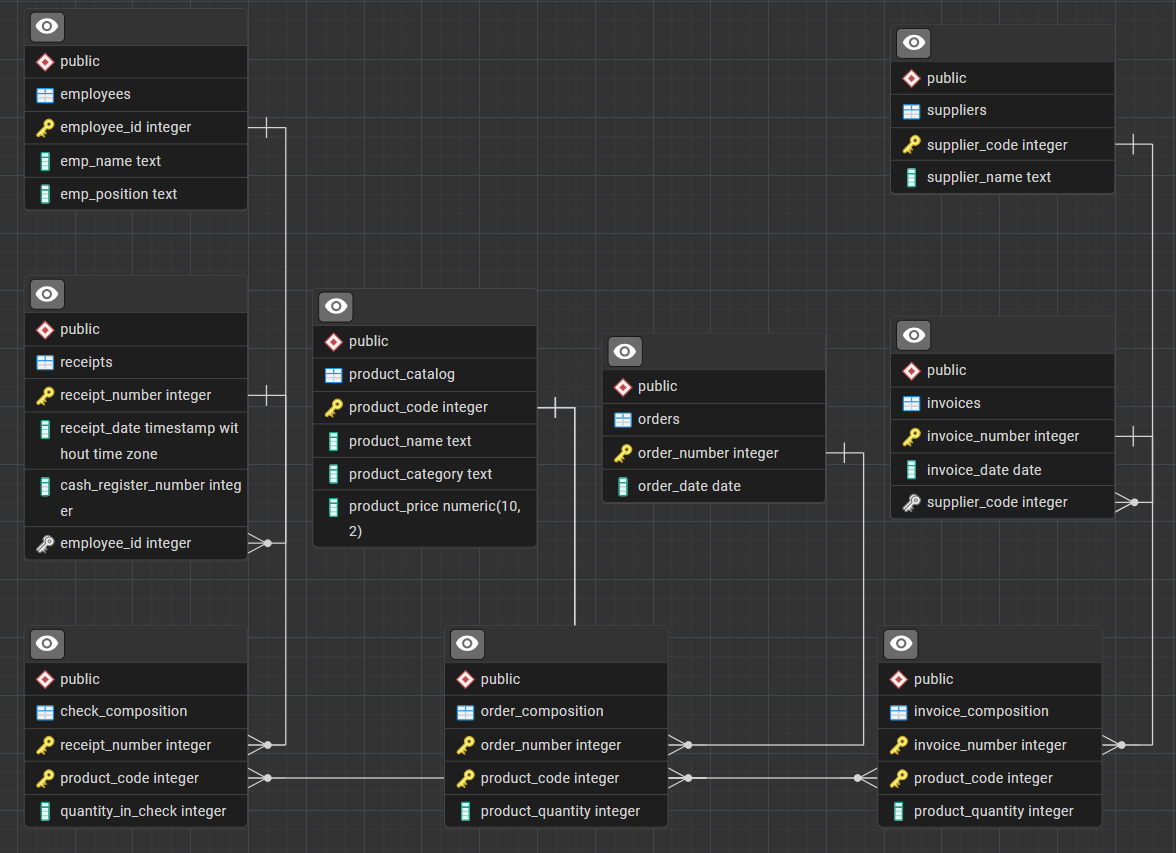 public
employees
employee_id integer
emp_name text
emp_position text
public
suppliers
supplier_code integer
supplier_name text
public
receipts
receipt_number integer
receipt_date timestamp wit
hout time zone
cash_register_number integ
er
employee_id integer
public
product_catalog
product_code integer
product_name text
product_category text
product_price numeric(10,
2)
public
orders
order_number integer
order_date date
public
invoices
invoice_number integer
invoice_date date
supplier_code integer
public
check_composition
receipt_number integer
product_code integer
quantity_in_check integer
public
order_composition
order_number integer
product_code integer
product_quantity integer
public
invoice_composition
invoice_number integer
product_code integer
product_quantity integer